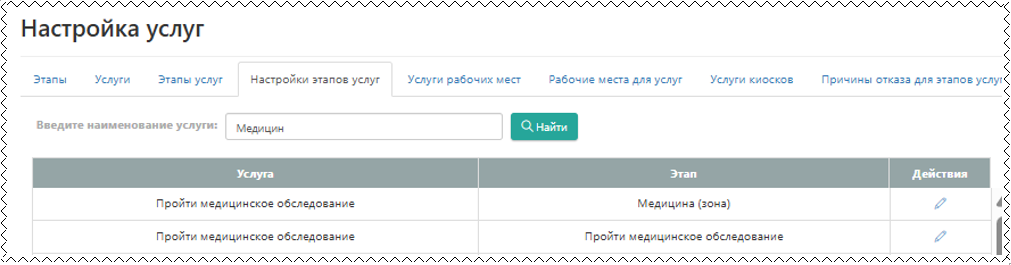 Настройка услуг
Этапы Услуги Этапы услуг Настройки этапов услуг Услуги рабочих мест Рабочие места для услуг Услуги киосков Причины отказа для этапов услуг
Введите наименование услуги: Медицин Найти
Услуга Этап Действия
Пройти медицинское обследование Медицина (зона)
Пройти медицинское обследование Пройти медицинское обследование